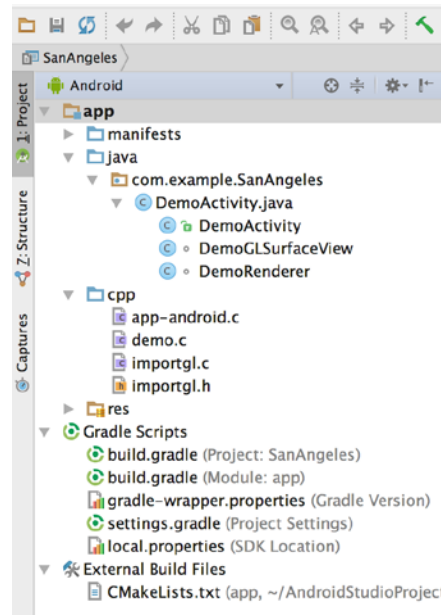 SanAngeles
1: Project
Z: Structure
Captures
Android
app
manifests
java
com.example.SanAngeles
DemoActivity.java
DemoActivity
DemoGLSurfaceView
DemoRenderer
cpp
app-android.c
demo.c
importgl.c
importgl.h
res
Gradle Scripts
build.gradle (Project: SanAngeles)
build.gradle (Module: app)
gradle-wrapper.properties (Gradle Version)
settings.gradle (Project Settings)
local.properties (SDK Location)
External Build Files
CMakeLists.txt (app, ~/AndroidStudioProject